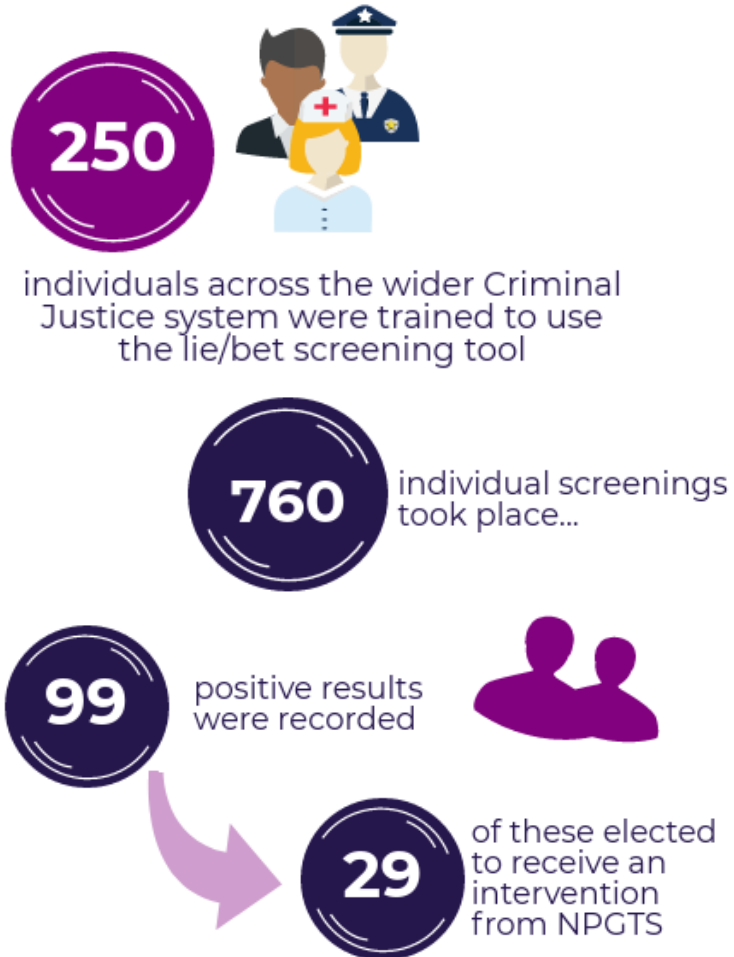 250
individuals across the wider Criminal
Justice system were trained to use
the lie/bet screening tool
760
individual screenings
took place...
99
positive results
were recorded
29
of these elected
to receive an
intervention
from NPGTS